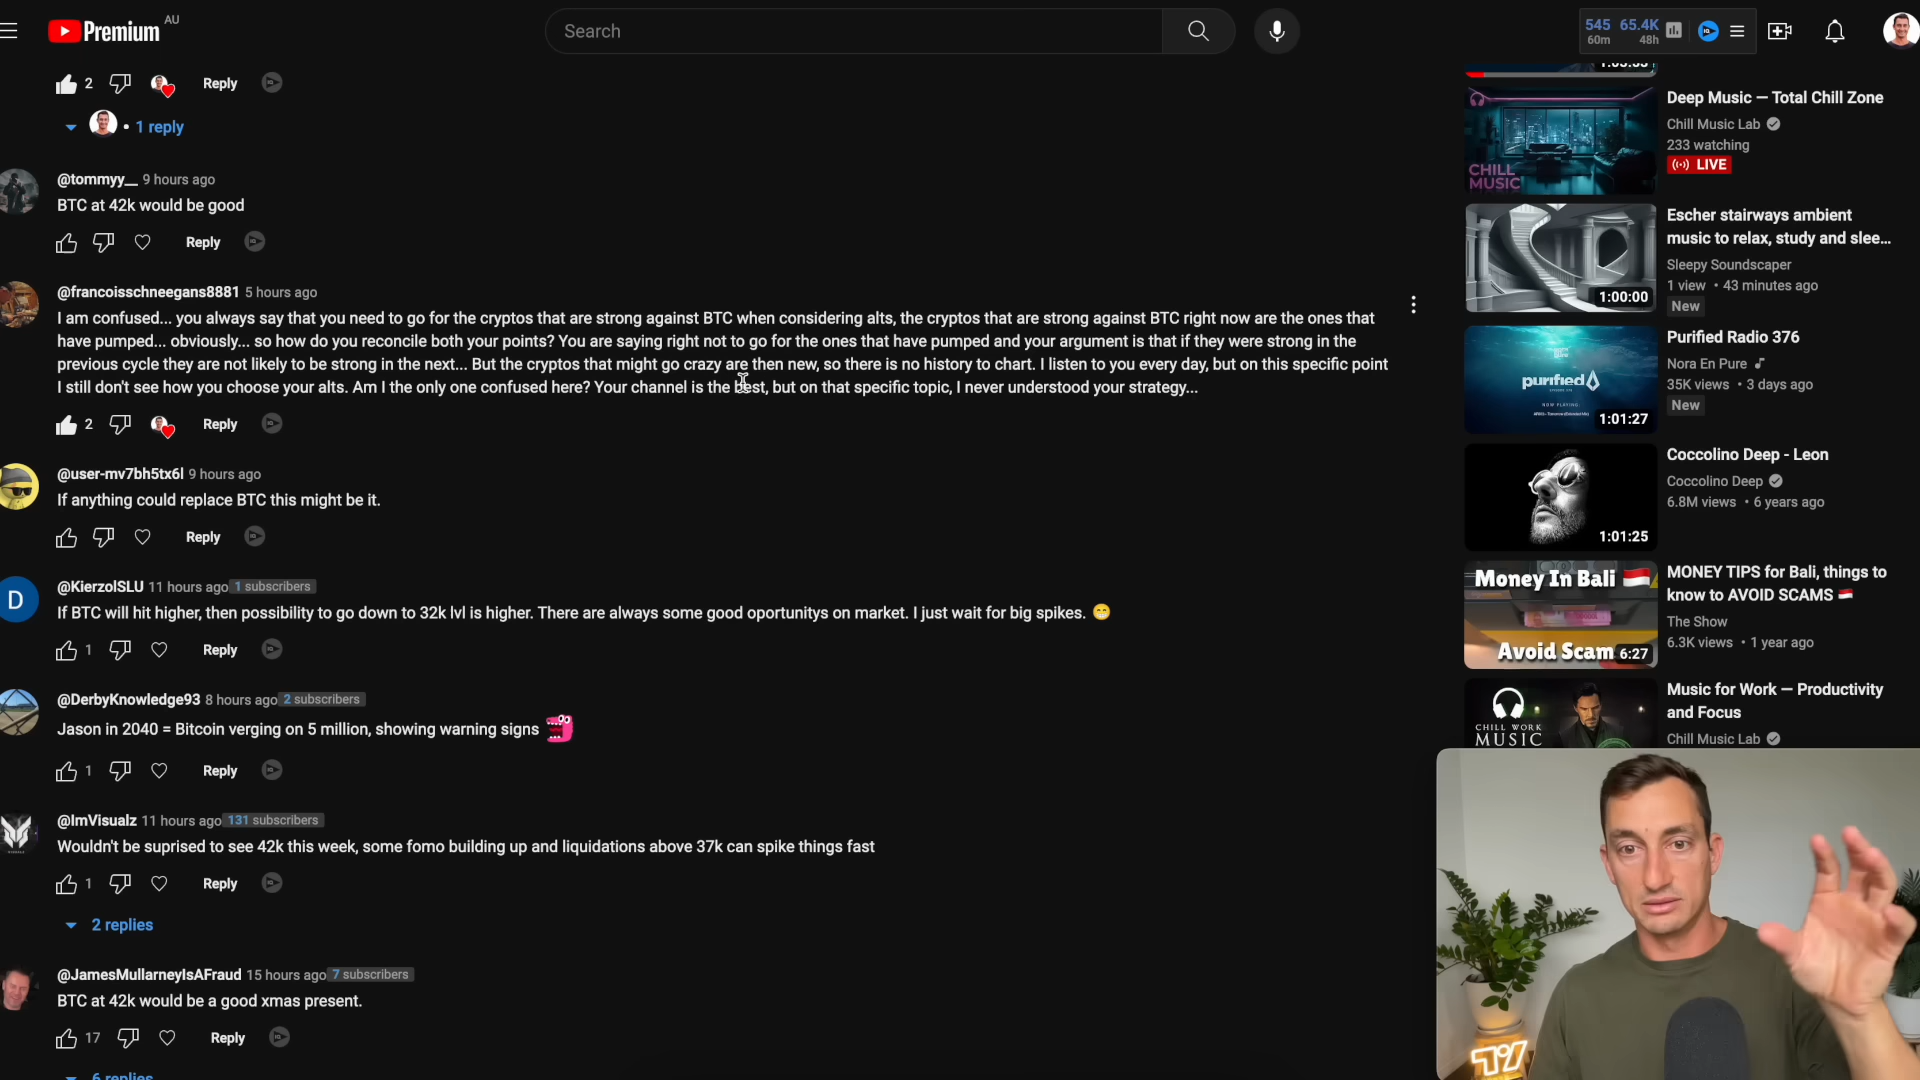 Premium AU
Search
545 65.4K
60m 48h
2 Reply
• 1 reply
@tommyy__ 9 hours ago
BTC at 42k would be good
Reply
@francoisschneegans8881 5 hours ago
I am confused... you always say that you need to go for the cryptos that are strong against BTC when considering alts, the cryptos that are strong against BTC right now are the ones that
have pumped... obviously... so how do you reconcile both your points? You are saying right not to go for the ones that have pumped and your argument is that if they were strong in the
previous cycle they are not likely to be strong in the next... But the cryptos that might go crazy are then new, so there is no history to chart. I listen to you every day, but on this specific point
I still don't see how you choose your alts. Am I the only one confused here? Your channel is the best, but on that specific topic, I never understood your strategy...
2 Reply
@user-mv7bh5tx6l 9 hours ago
If anything could replace BTC this might be it.
Reply
D
@KierzolSLU 11 hours ago 1 subscribers
If BTC will hit higher, then possibility to go down to 32k lvl is higher. There are always some good oportunitys on market. I just wait for big spikes. 😁
1 Reply
@DerbyKnowledge93 8 hours ago 2 subscribers
Jason in 2040 = Bitcoin verging on 5 million, showing warning signs
1 Reply
@ImVisualz 11 hours ago 131 subscribers
Wouldn't be suprised to see 42k this week, some fomo building up and liquidations above 37k can spike things fast
1 Reply
2 replies
@JamesMullarneyIsAFraud 15 hours ago 7 subscribers
BTC at 42k would be a good xmas present.
17 Reply
6 replies
CHILL
MUSIC
Deep Music — Total Chill Zone
Chill Music Lab
233 watching
LIVE
1:00:00
Escher stairways ambient
music to relax, study and slee...
Sleepy Soundscaper
1 view • 43 minutes ago
New
purified
NOW PLAYING
1:01:27
Purified Radio 376
Nora En Pure
35K views • 3 days ago
New
1:01:25
Coccolino Deep - Leon
Coccolino Deep
6.8M views • 6 years ago
Money In Bali
Avoid Scam 6:27
MONEY TIPS for Bali, things to
know to AVOID SCAMS
The Show
6.3K views • 1 year ago
CHILL WORK
MUSIC
Music for Work — Productivity
and Focus
Chill Music Lab